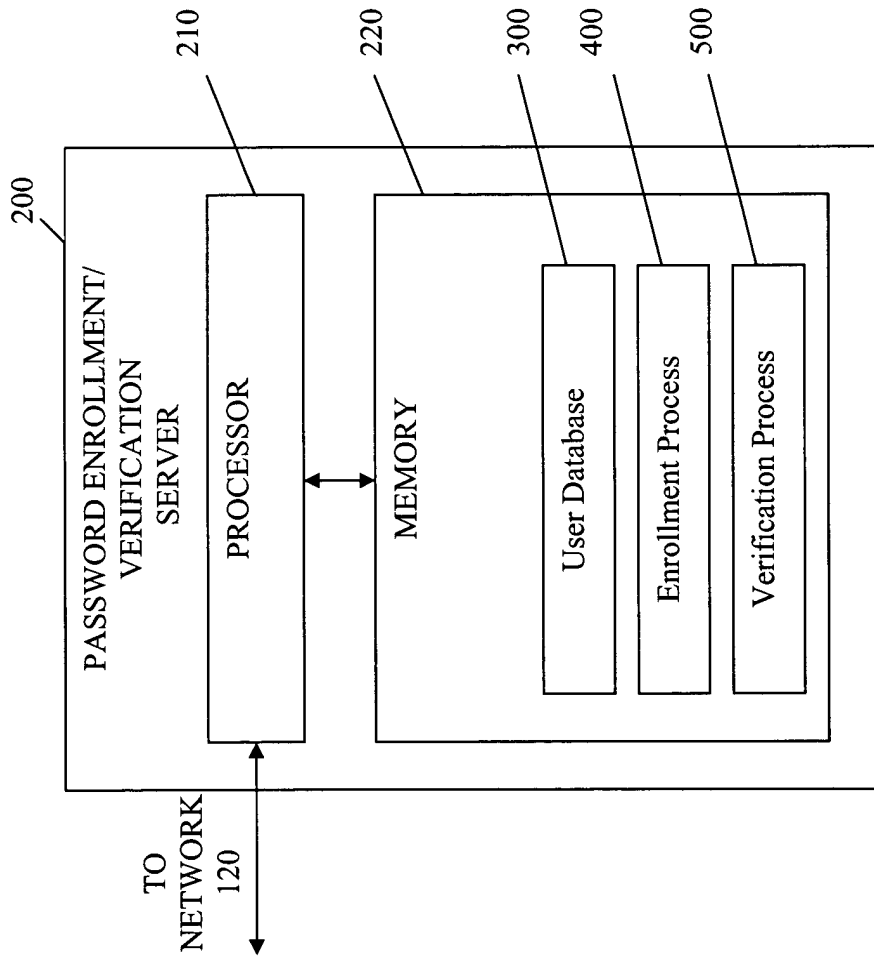 200
PASSWORD ENROLLMENT/
VERIFICATION
SERVER
TO
NETWORK
120
PROCESSOR
210
MEMORY
220
User Database
300
Enrollment Process
400
Verification Process
500